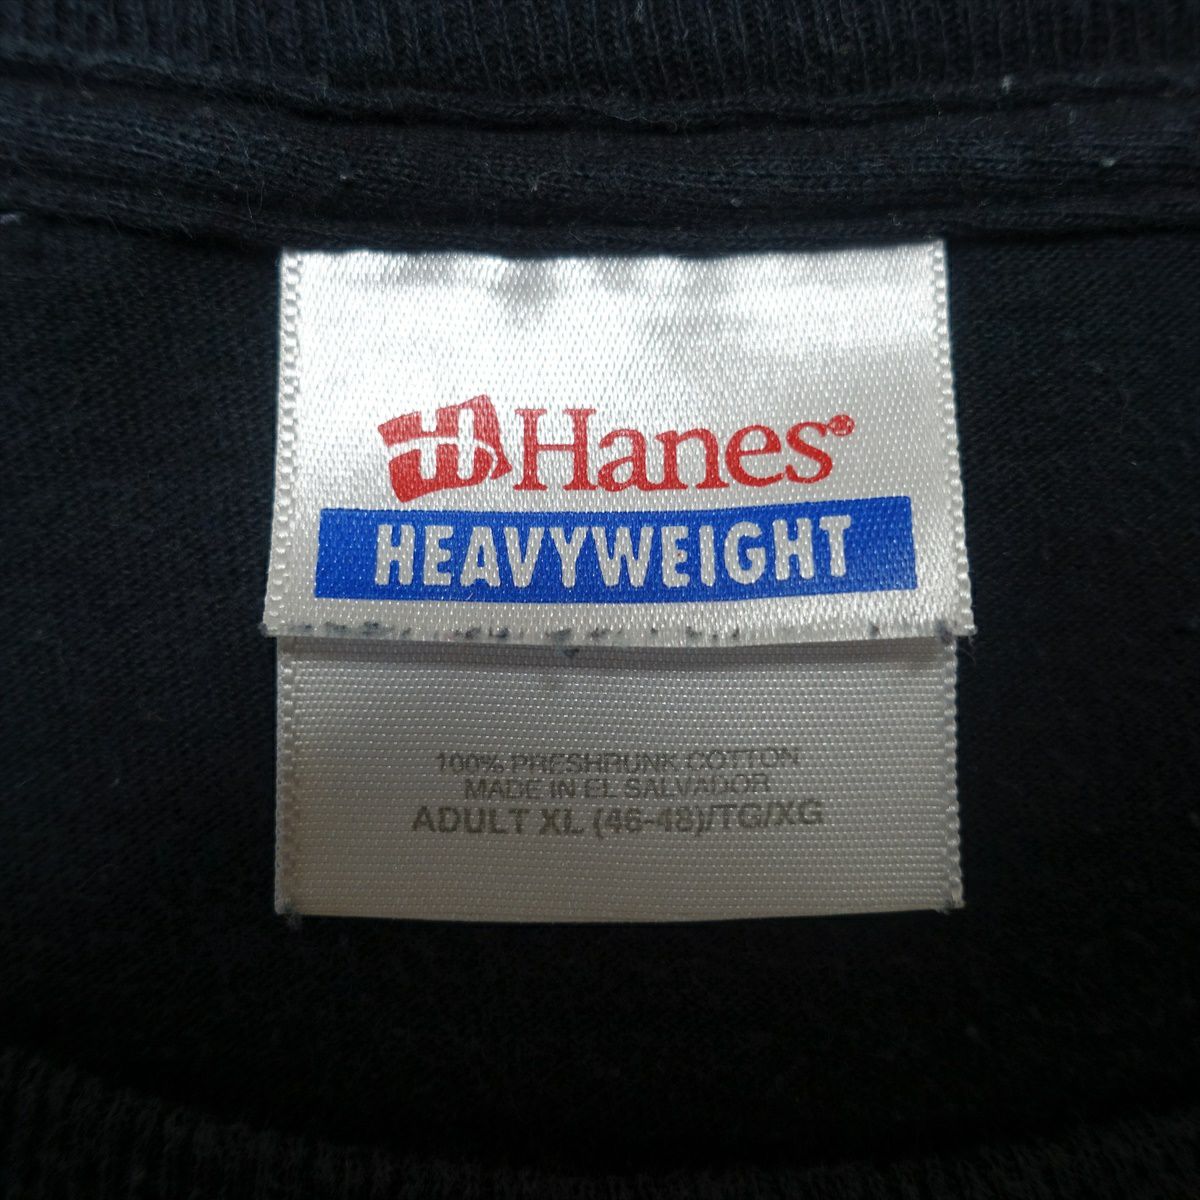 Hanes®
HEAVYWEIGHT
100% PRESHRUNK COTTON
MADE IN EL SALVADOR
ADULT XL (46-48)/TG/XG